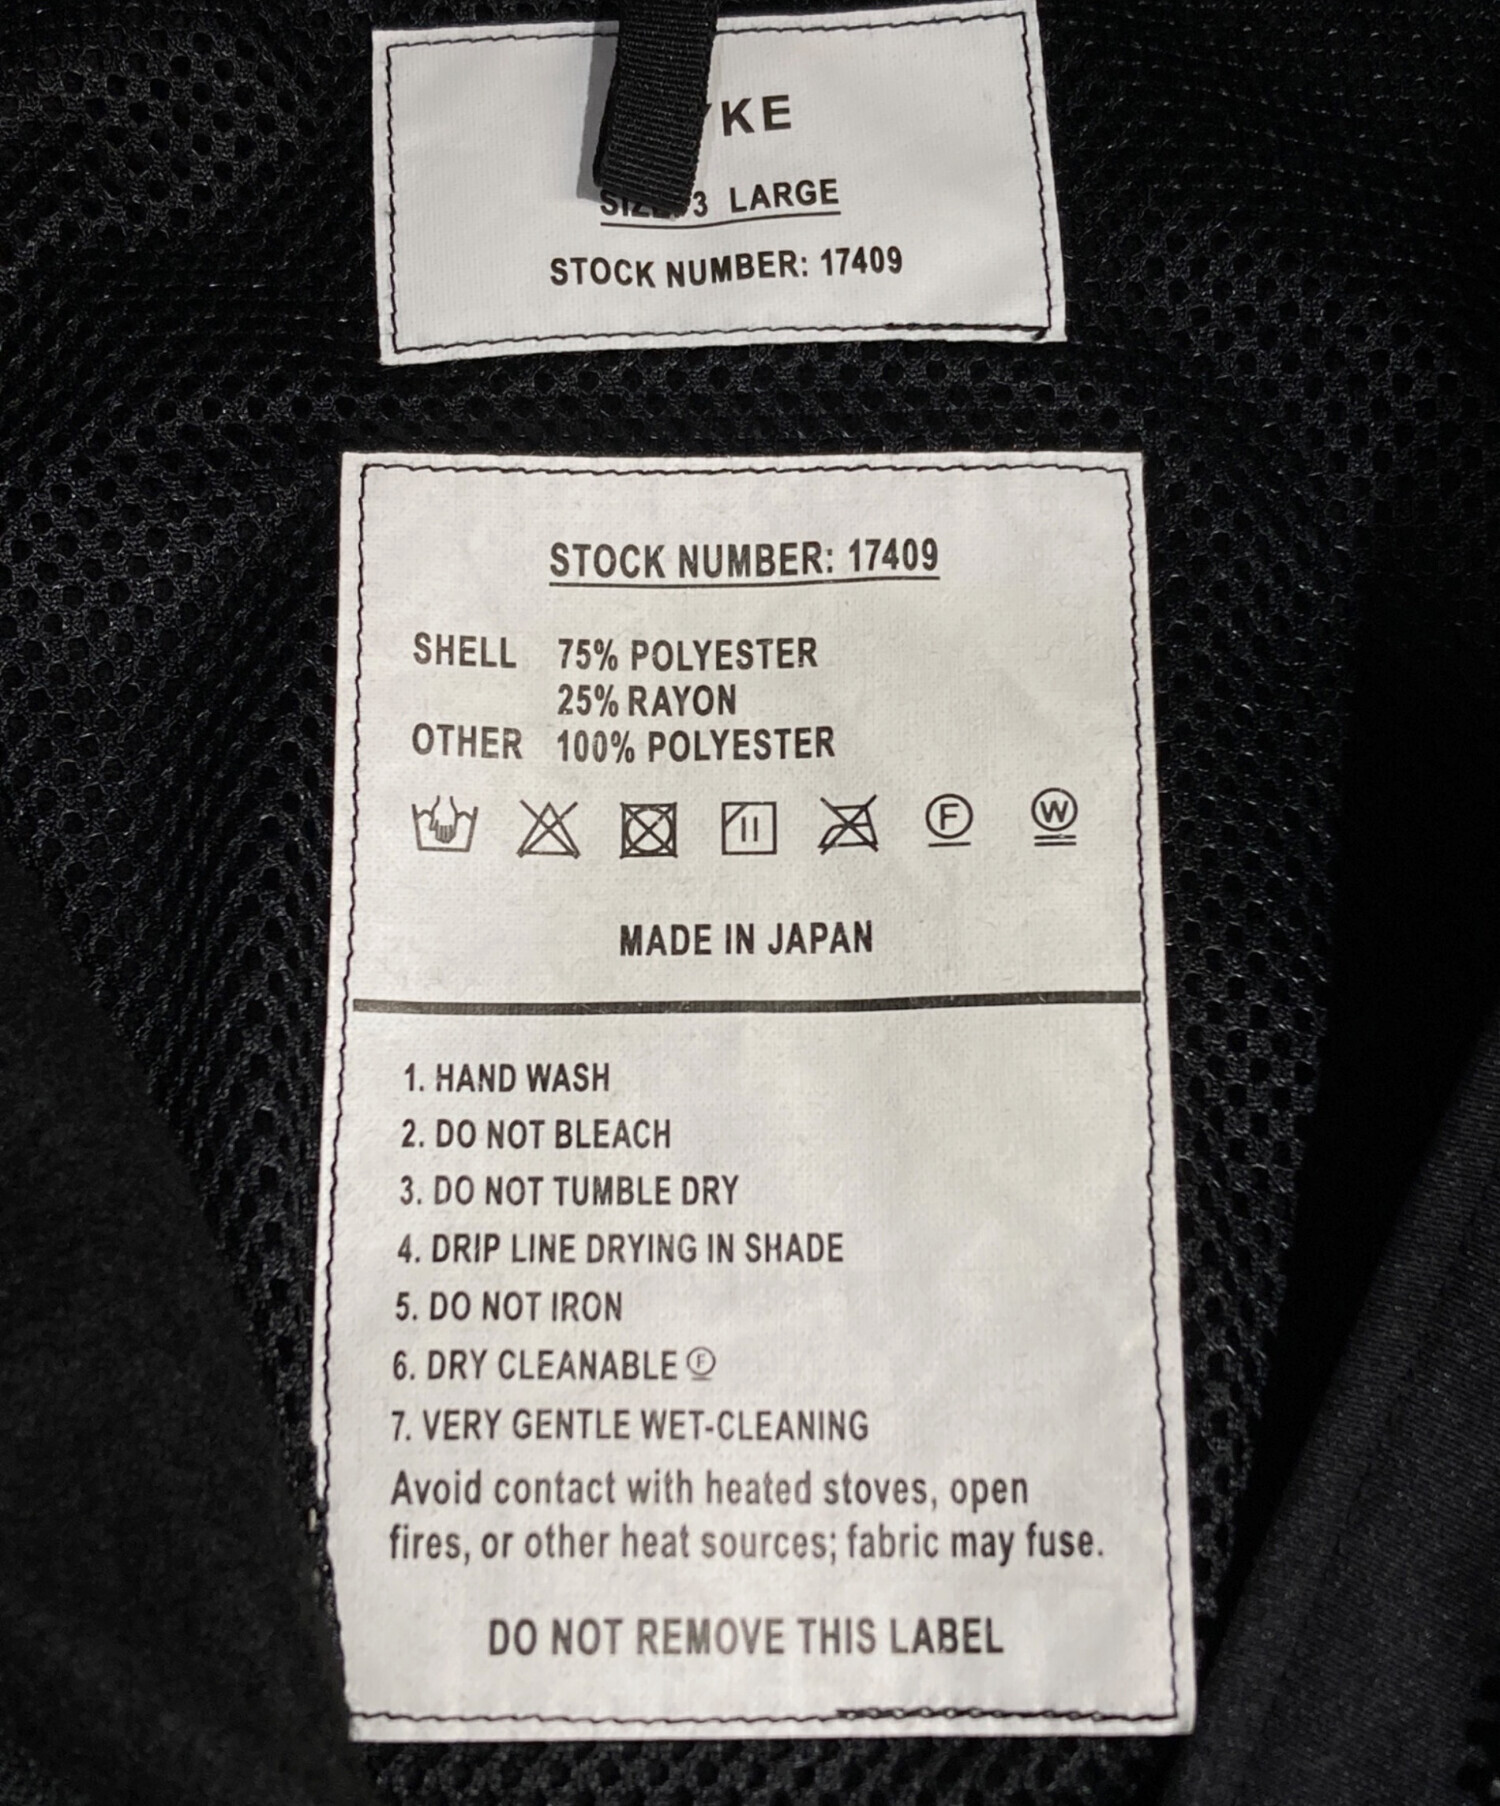 YKE
SIZE 3 LARGE
STOCK NUMBER: 17409
STOCK NUMBER: 17409
SHELL 75% POLYESTER
25% RAYON
OTHER 100% POLYESTER
F W
MADE IN JAPAN
1. HAND WASH
2. DO NOT BLEACH
3. DO NOT TUMBLE DRY
4. DRIP LINE DRYING IN SHADE
5. DO NOT IRON
6. DRY CLEANABLE Ⓕ
7. VERY GENTLE WET-CLEANING
Avoid contact with heated stoves, open
fires, or other heat sources; fabric may fuse.
DO NOT REMOVE THIS LABEL